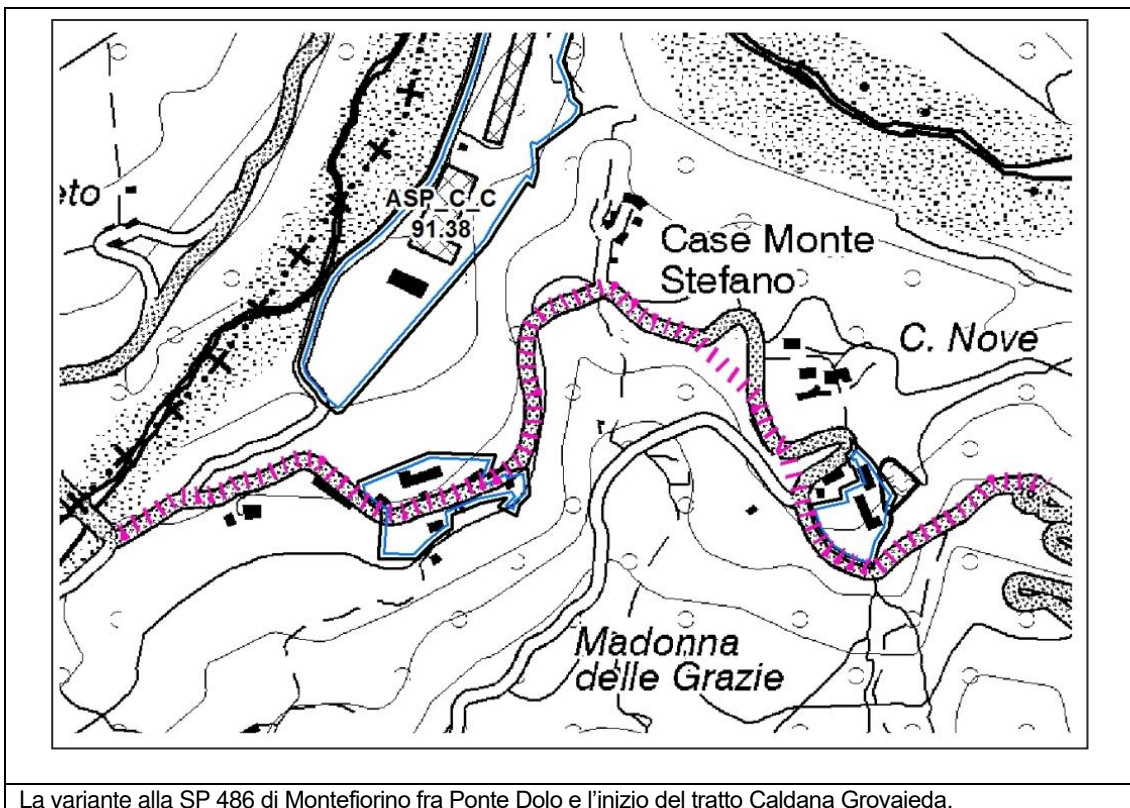 eto
ASP_C_C
91.38
Case Monte
Stefano
C. Nove
Madonna
delle Grazie
La variante alla SP 486 di Montefiorino fra Ponte Dolo e l’inizio del tratto Caldana Grovaieda.